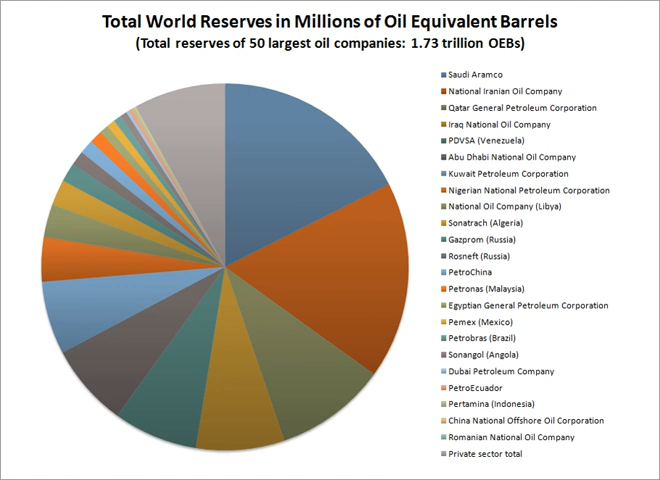 Total World Reserves in Millions of Oil Equivalent Barrels
(Total reserves of 50 largest oil companies: 1.73 trillion OEBs)
Saudi Aramco
National Iranian Oil Company
Qatar General Petroleum Corporation
Iraq National Oil Company
PDVSA (Venezuela)
Abu Dhabi National Oil Company
Kuwait Petroleum Corporation
Nigerian National Petroleum Corporation
National Oil Company (Libya)
Sonatrach (Algeria)
Gazprom (Russia)
Rosneft (Russia)
PetroChina
Petronas (Malaysia)
Egyptian General Petroleum Corporation
Pemex (Mexico)
Petrobras (Brazil)
Sonangol (Angola)
Dubai Petroleum Company
PetroEcuador
Pertamina (Indonesia)
China National Offshore Oil Corporation
Romanian National Oil Company
Private sector total